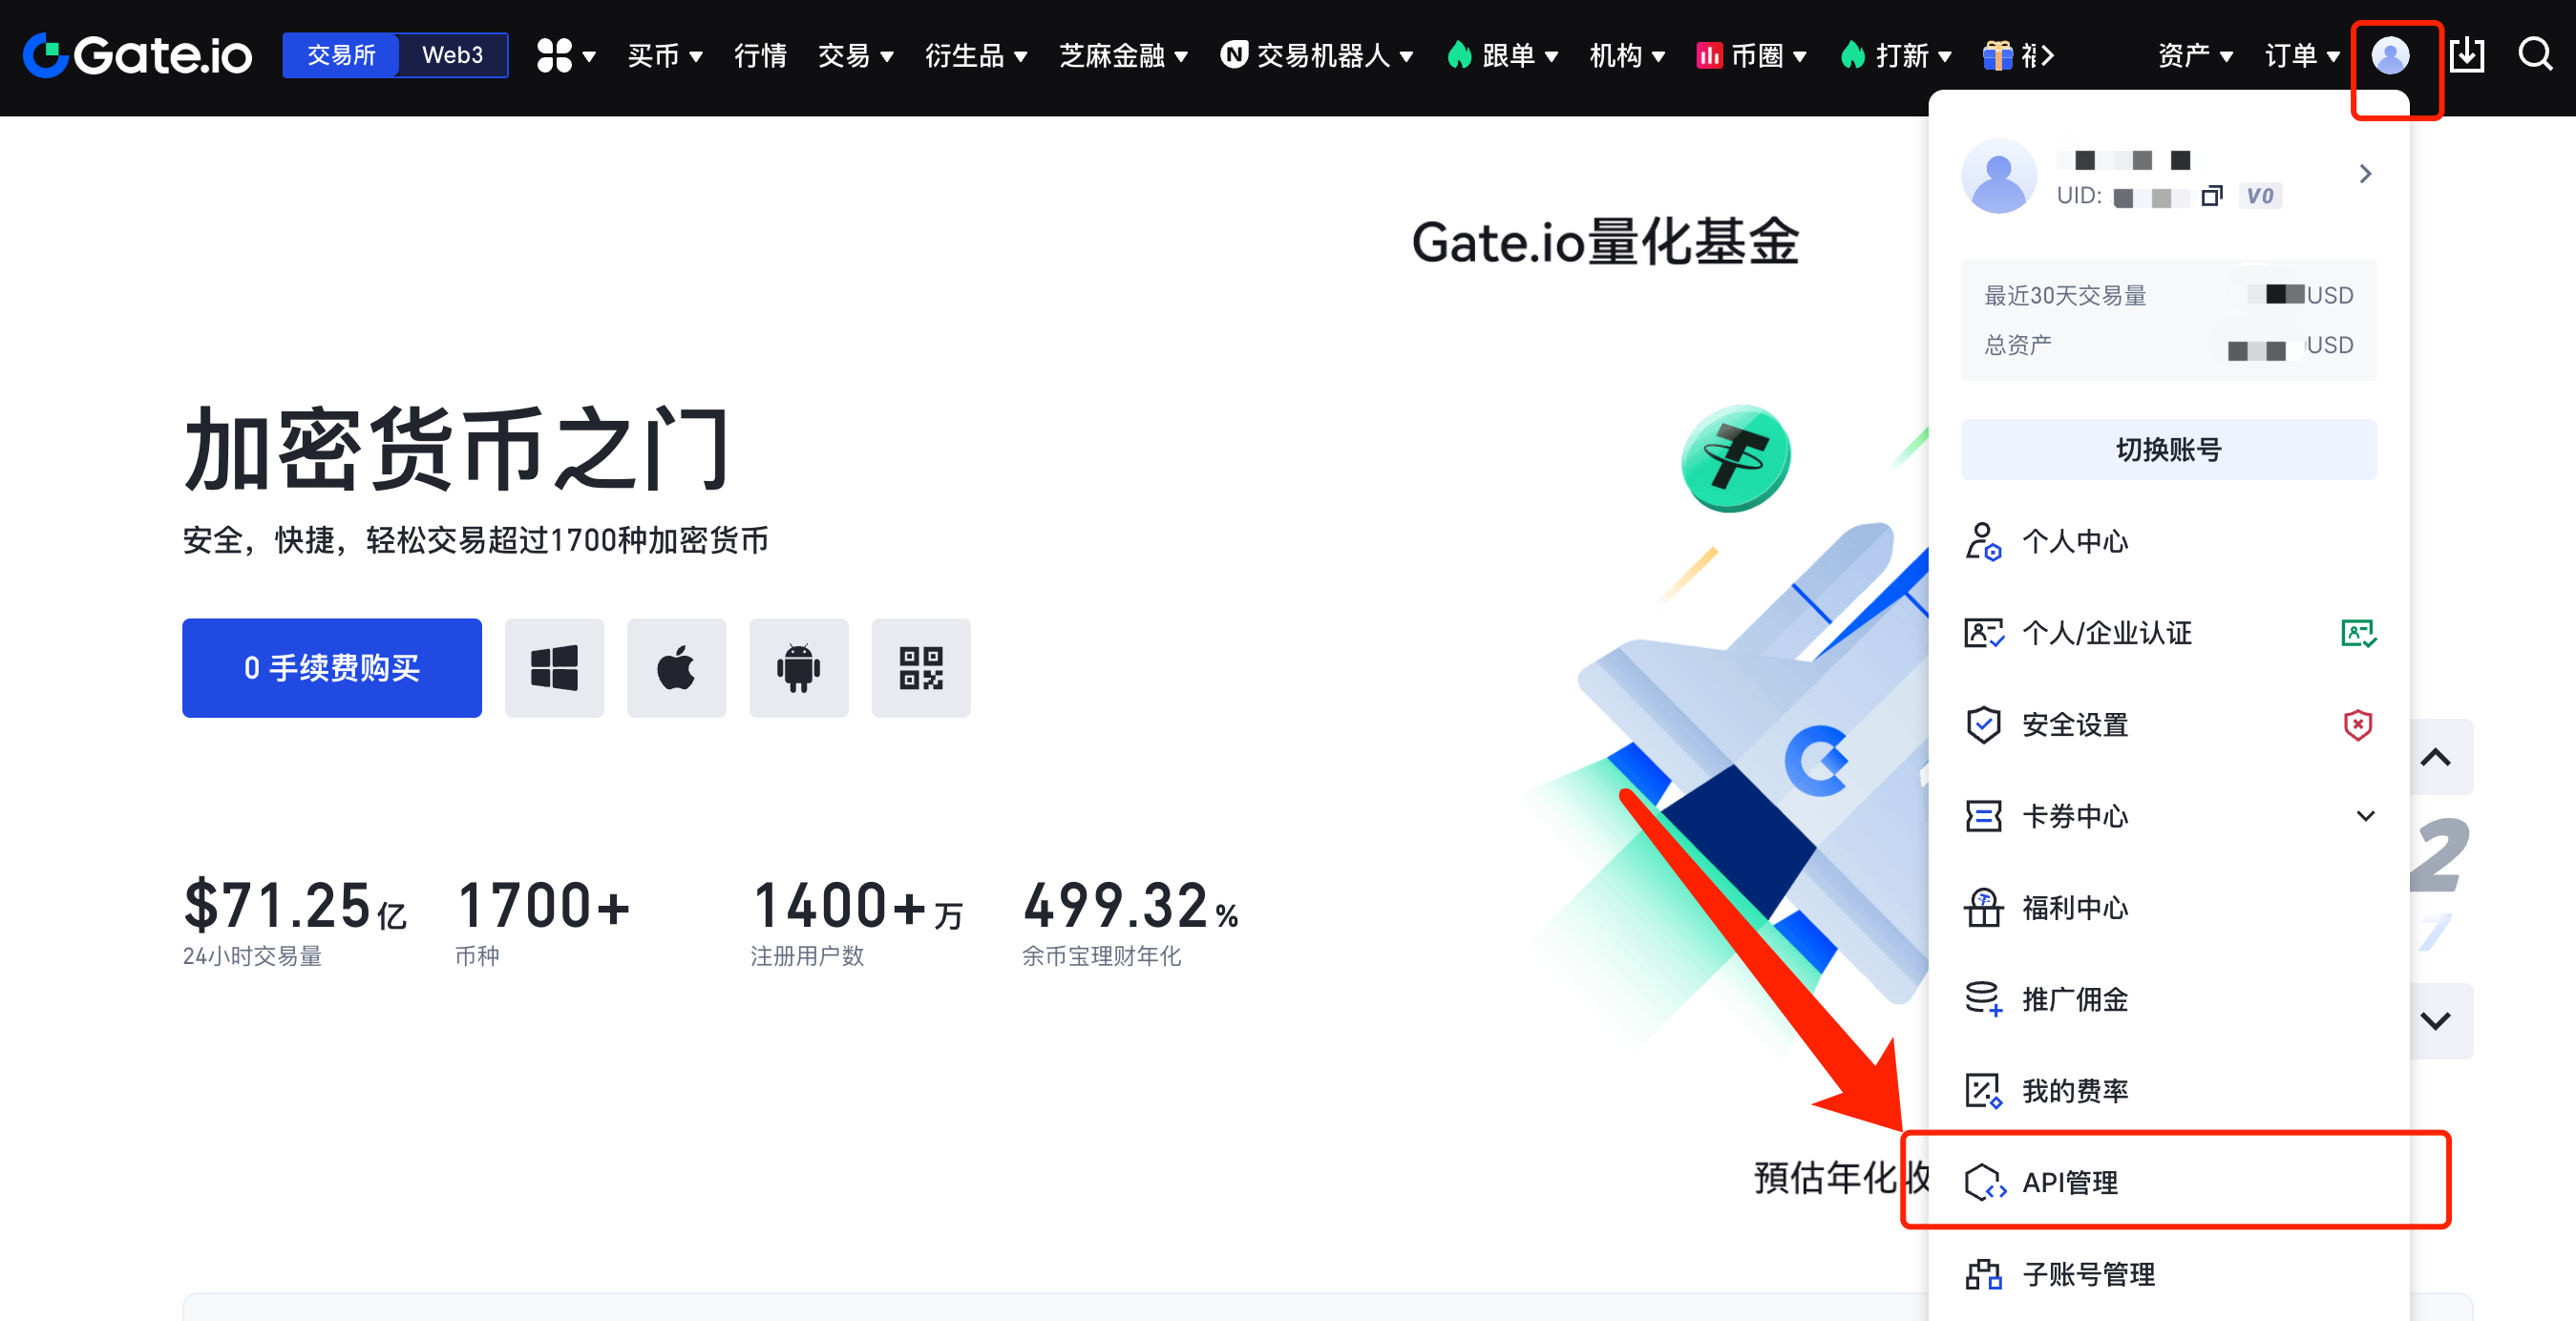 Gate.io 交易所 Web3 买币 行情 交易 衍生品 芝麻金融 N 交易机器人 跟单 机构 币圈 打新 资产 订单
UID: V0
最近30天交易量 USD
总资产 USD
切换账号
个人中心
个人/企业认证
安全设置
卡券中心
福利中心
推广佣金
我的费率
API管理
子账号管理
Gate.io量化基金
加密货币之门
安全，快捷，轻松交易超过1700种加密货币
0 手续费购买
$71.25亿 1700+ 1400+万 499.32%
24小时交易量 币种 注册用户数 余币宝理财年化
預估年化收
2
7